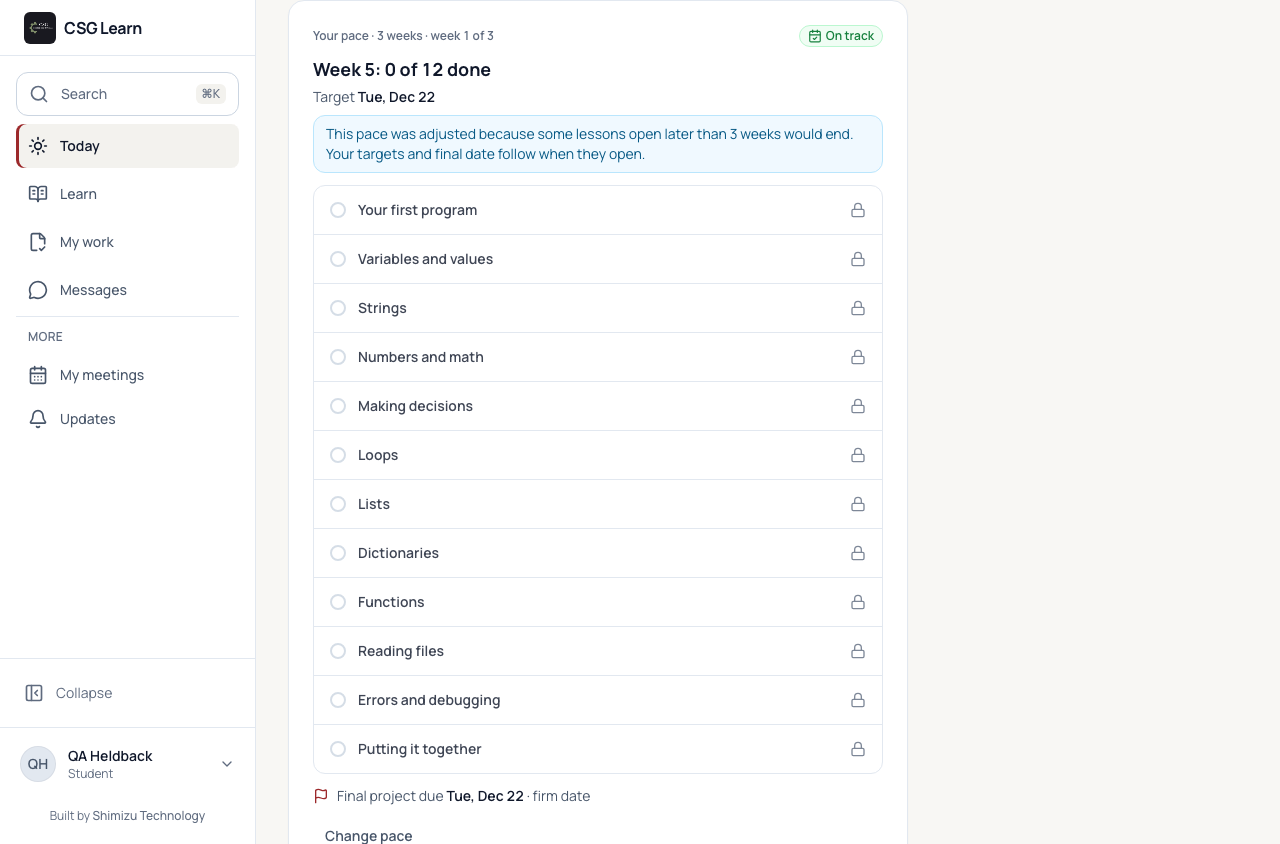 CSG Learn
Search
⌘K
Today
Learn
My work
Messages
MORE
My meetings
Updates
Collapse
QH
QA Heldback
Student
Built by Shimizu Technology
Your pace · 3 weeks · week 1 of 3
On track
Week 5: 0 of 12 done
Target Tue, Dec 22
This pace was adjusted because some lessons open later than 3 weeks would end.
Your targets and final date follow when they open.
Your first program
Variables and values
Strings
Numbers and math
Making decisions
Loops
Lists
Dictionaries
Functions
Reading files
Errors and debugging
Putting it together
Final project due Tue, Dec 22 · firm date
Change pace